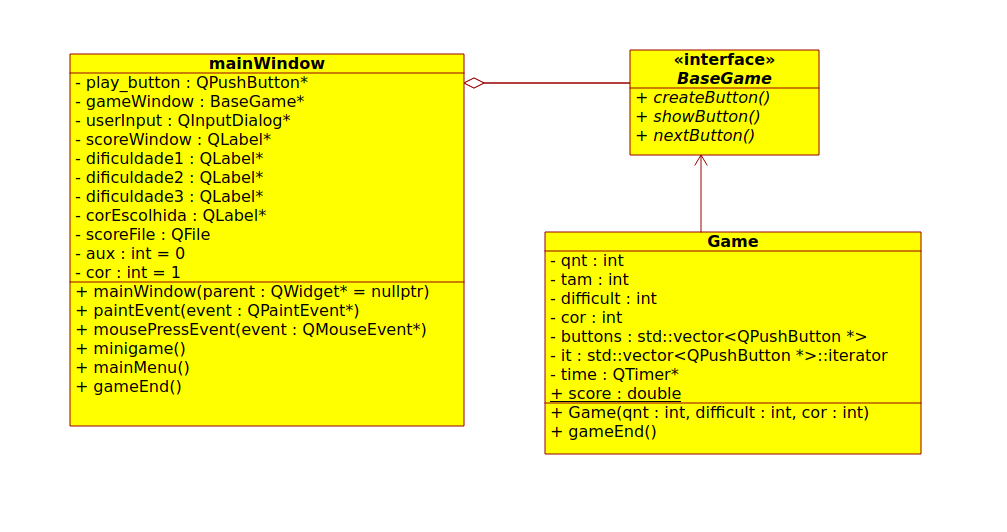 mainWindow
- play_button : QPushButton*
- gameWindow : BaseGame*
- userInput : QInputDialog*
- scoreWindow : QLabel*
- dificuldade1 : QLabel*
- dificuldade2 : QLabel*
- dificuldade3 : QLabel*
- corEscolhida : QLabel*
- scoreFile : QFile
- aux : int = 0
- cor : int = 1
+ mainWindow(parent : QWidget* = nullptr)
+ paintEvent(event : QPaintEvent*)
+ mousePressEvent(event : QMouseEvent*)
+ minigame()
+ mainMenu()
+ gameEnd()
«interface»
BaseGame
+ createButton()
+ showButton()
+ nextButton()
Game
- qnt : int
- tam : int
- difficult : int
- cor : int
- buttons : std::vector<QPushButton *>
- it : std::vector<QPushButton *>::iterator
- time : QTimer*
+ score : double
+ Game(qnt : int, difficult : int, cor : int)
+ gameEnd()